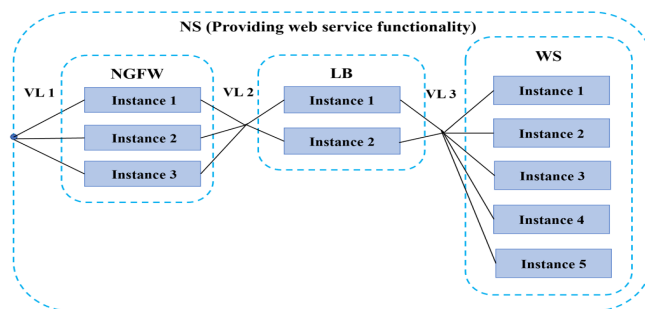 NS (Providing web service functionality)
VL 1
NGFW
Instance 1
Instance 2
Instance 3
VL 2
LB
Instance 1
Instance 2
VL 3
WS
Instance 1
Instance 2
Instance 3
Instance 4
Instance 5